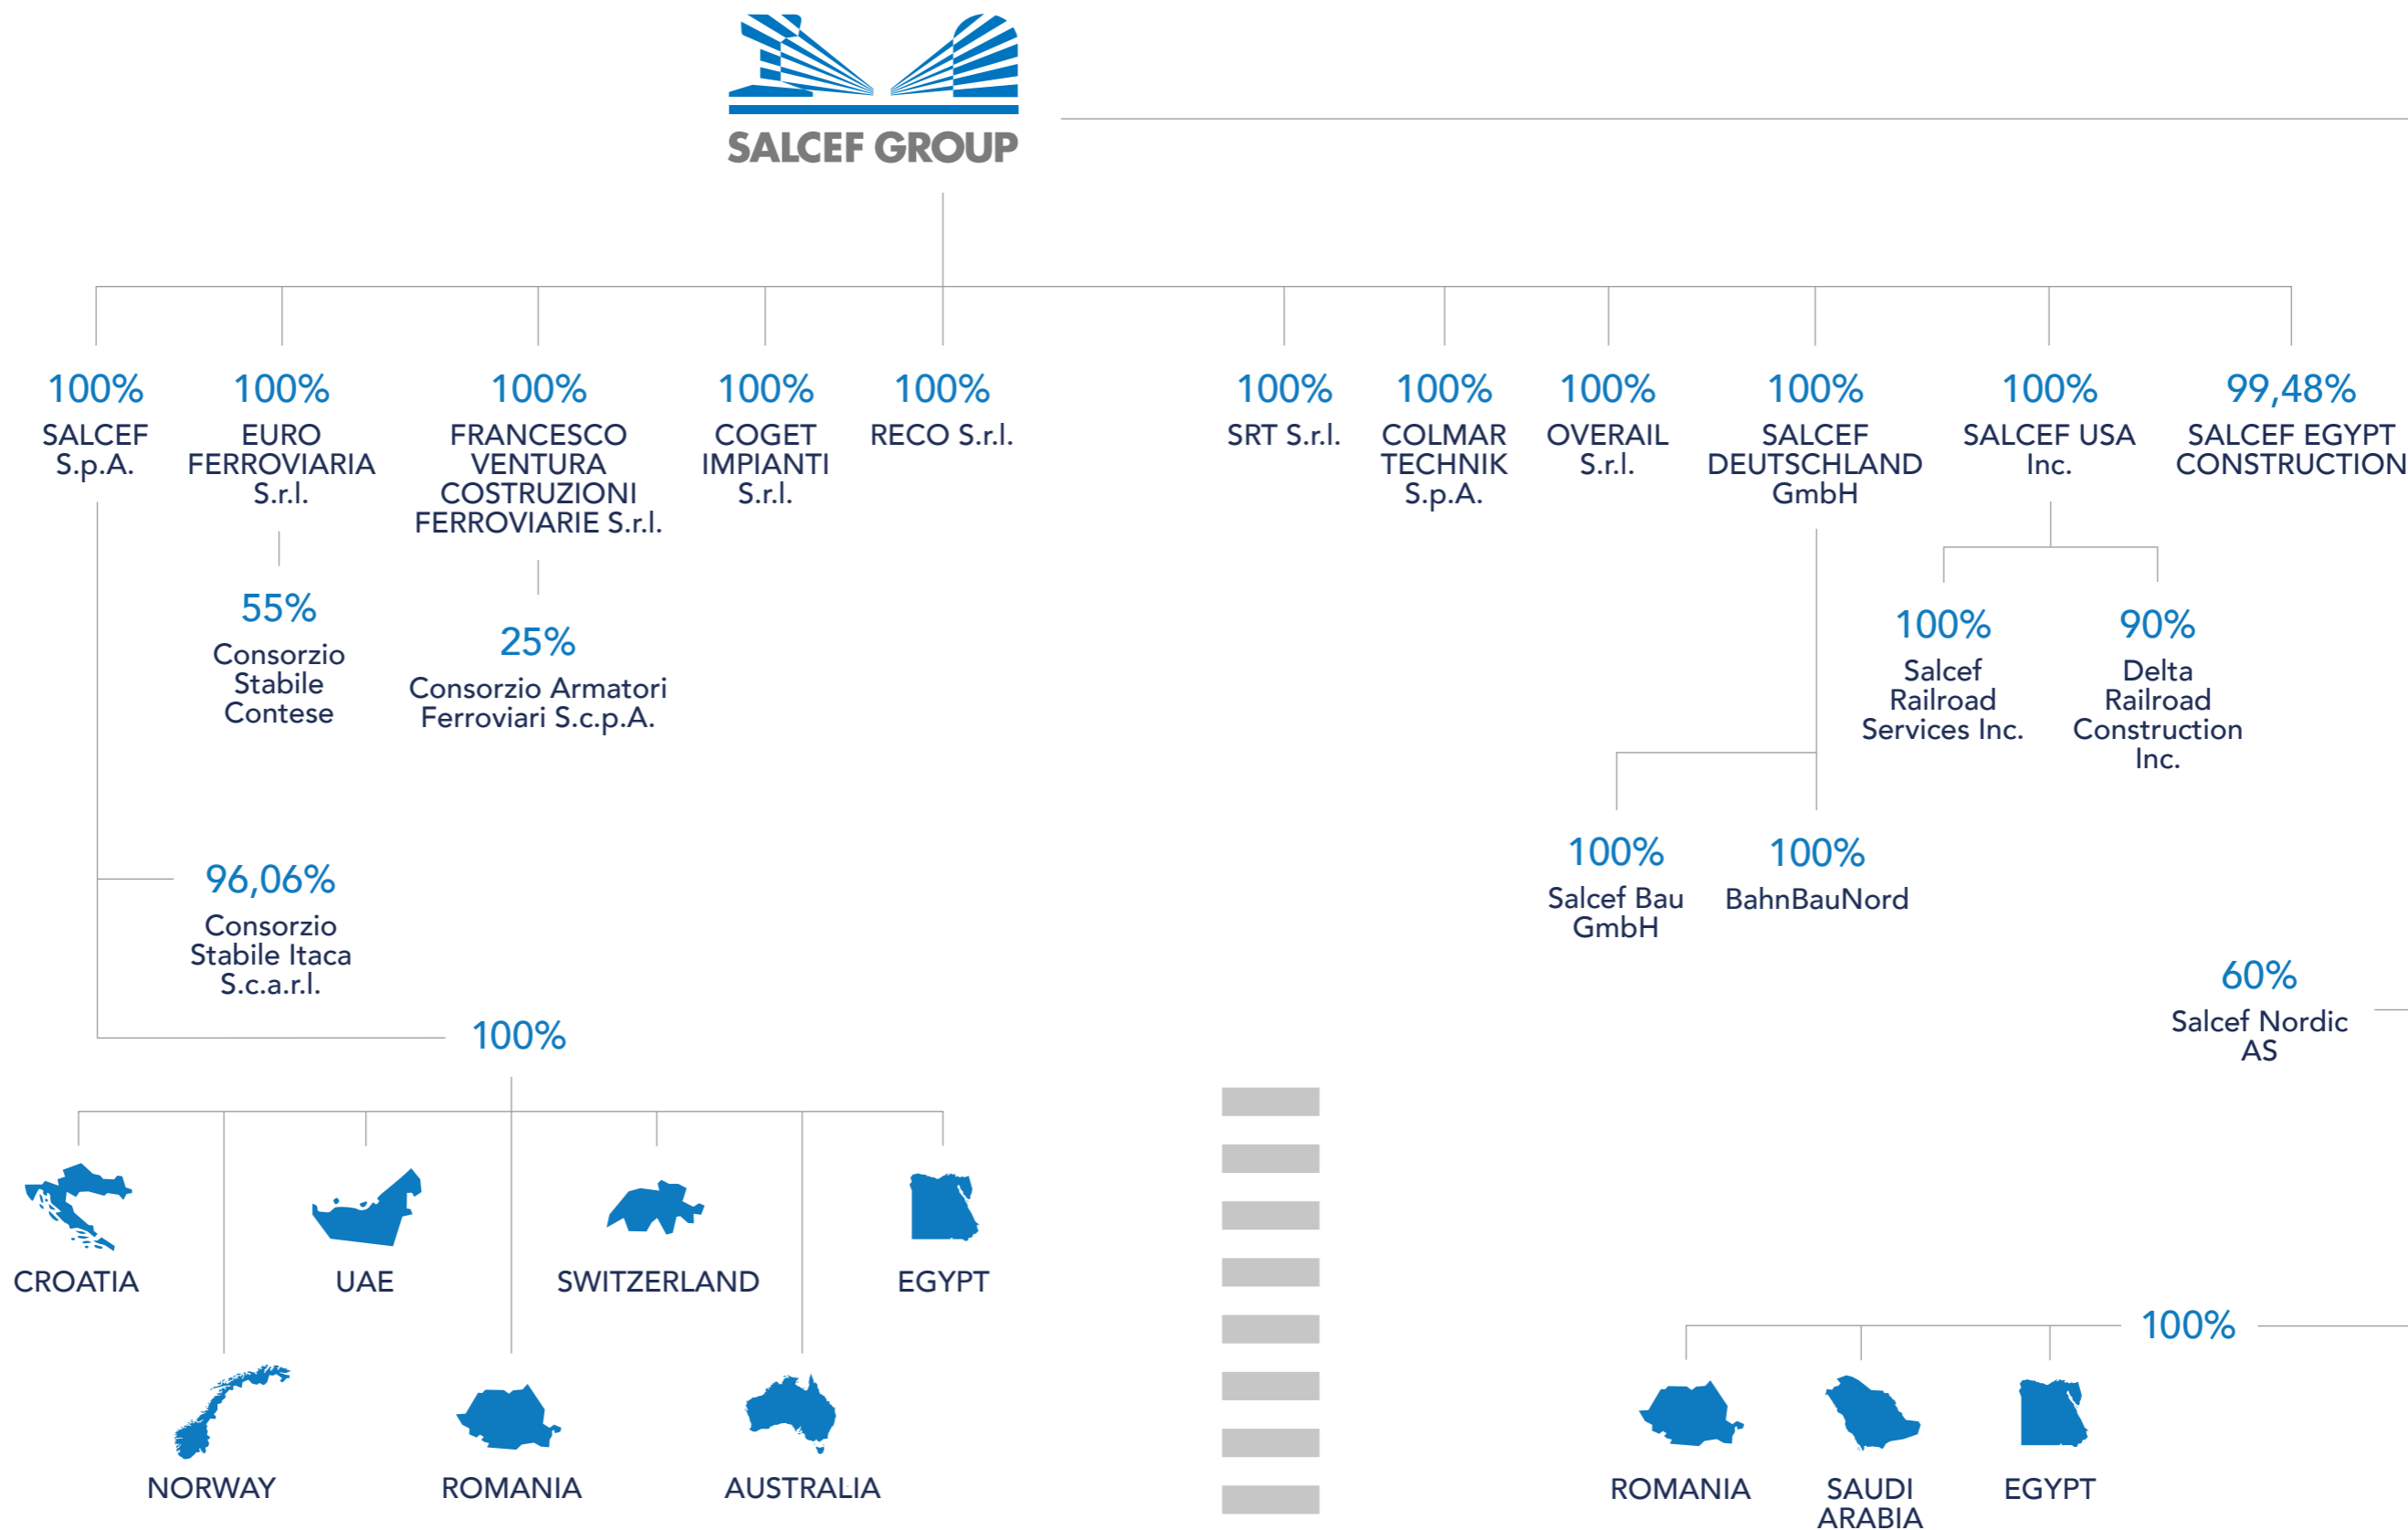 SALCEF GROUP
100%
SALCEF
S.p.A.
100%
EURO
FERROVIARIA
S.r.l.
100%
FRANCESCO
VENTURA
COSTRUZIONI
FERROVIARIE S.r.l.
100%
COGET
IMPIANTI
S.r.l.
100%
RECO S.r.l.
100%
SRT S.r.l.
100%
COLMAR
TECHNIK
S.p.A.
100%
OVERAIL
S.r.l.
100%
SALCEF
DEUTSCHLAND
GmbH
100%
SALCEF USA
Inc.
99,48%
SALCEF EGYPT
CONSTRUCTION
55%
Consorzio
Stabile
Contese
25%
Consorzio Armatori
Ferroviari S.c.p.A.
100%
Salcef
Railroad
Services Inc.
90%
Delta
Railroad
Construction
Inc.
96,06%
Consorzio
Stabile Itaca
S.c.a.r.l.
100%
Salcef Bau
GmbH
100%
BahnBauNord
60%
Salcef Nordic
AS
100%
CROATIA
UAE
SWITZERLAND
EGYPT
NORWAY
ROMANIA
AUSTRALIA
100%
ROMANIA
SAUDI
ARABIA
EGYPT